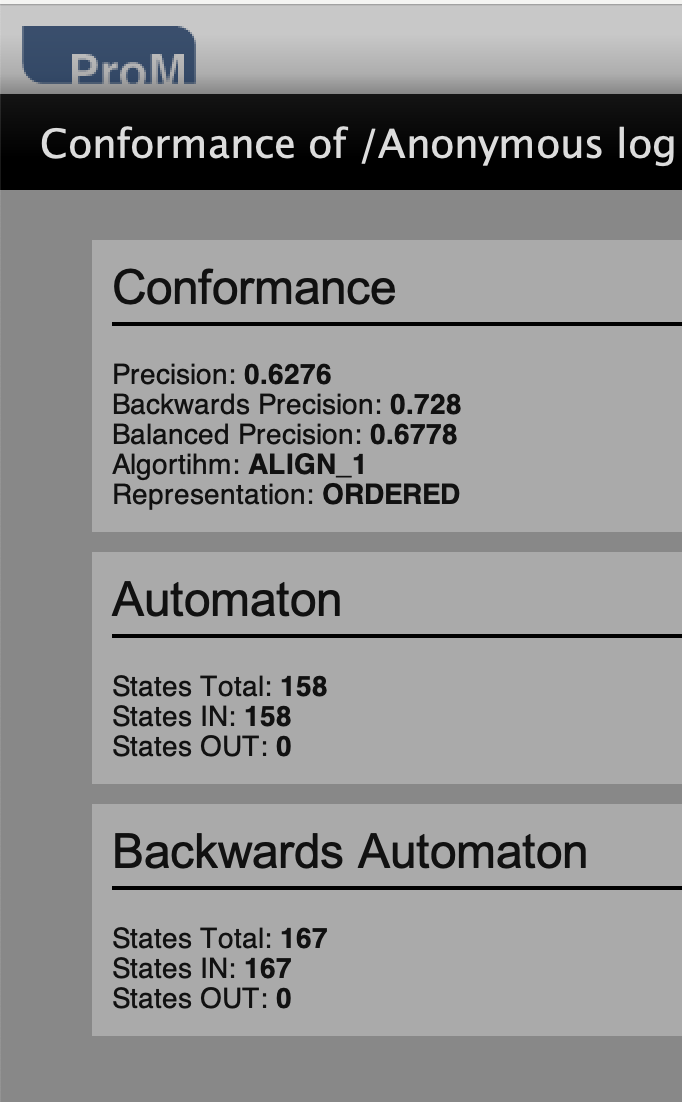 ProM
Conformance of /Anonymous log
Conformance
Precision: 0.6276
Backwards Precision: 0.728
Balanced Precision: 0.6778
Algortihm: ALIGN_1
Representation: ORDERED
Automaton
States Total: 158
States IN: 158
States OUT: 0
Backwards Automaton
States Total: 167
States IN: 167
States OUT: 0